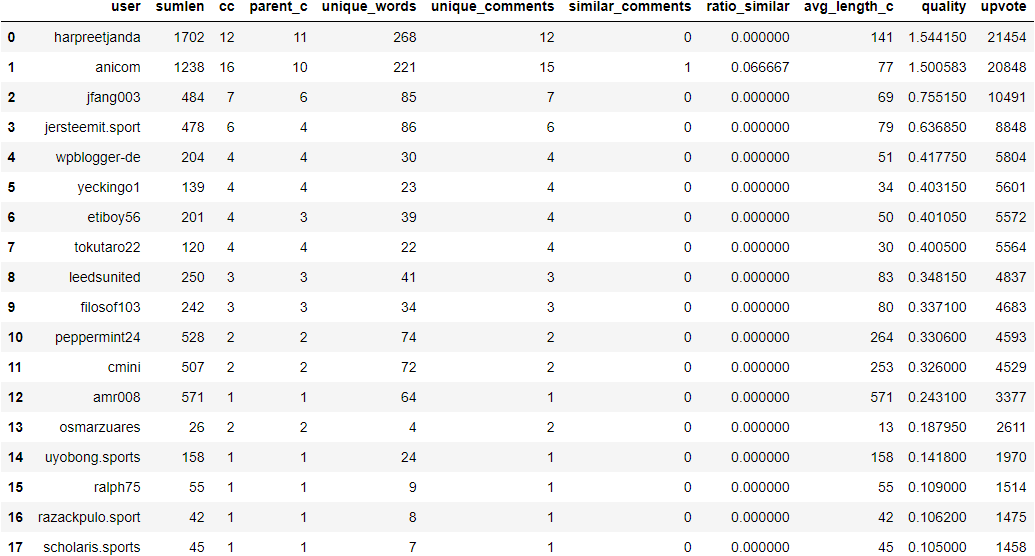 user sumlen cc parent_c unique_words unique_comments similar_comments ratio_similar avg_length_c quality upvote
0 harpreetjanda 1702 12 11 268 12 0 0.000000 141 1.544150 21454
1 anicom 1238 16 10 221 15 1 0.066667 77 1.500583 20848
2 jfang003 484 7 6 85 7 0 0.000000 69 0.755150 10491
3 jersteemit.sport 478 6 4 86 6 0 0.000000 79 0.636850 8848
4 wpblogger-de 204 4 4 30 4 0 0.000000 51 0.417750 5804
5 yeckingo1 139 4 4 23 4 0 0.000000 34 0.403150 5601
6 etiboy56 201 4 3 39 4 0 0.000000 50 0.401050 5572
7 tokutaro22 120 4 4 22 4 0 0.000000 30 0.400500 5564
8 leedsunited 250 3 3 41 3 0 0.000000 83 0.348150 4837
9 filosof103 242 3 3 34 3 0 0.000000 80 0.337100 4683
10 peppermint24 528 2 2 74 2 0 0.000000 264 0.330600 4593
11 cmini 507 2 2 72 2 0 0.000000 253 0.326000 4529
12 amr008 571 1 1 64 1 0 0.000000 571 0.243100 3377
13 osmarzuares 26 2 2 4 2 0 0.000000 13 0.187950 2611
14 uyobong.sports 158 1 1 24 1 0 0.000000 158 0.141800 1970
15 ralph75 55 1 1 9 1 0 0.000000 55 0.109000 1514
16 razackpulo.sport 42 1 1 8 1 0 0.000000 42 0.106200 1475
17 scholaris.sports 45 1 1 7 1 0 0.000000 45 0.105000 1458